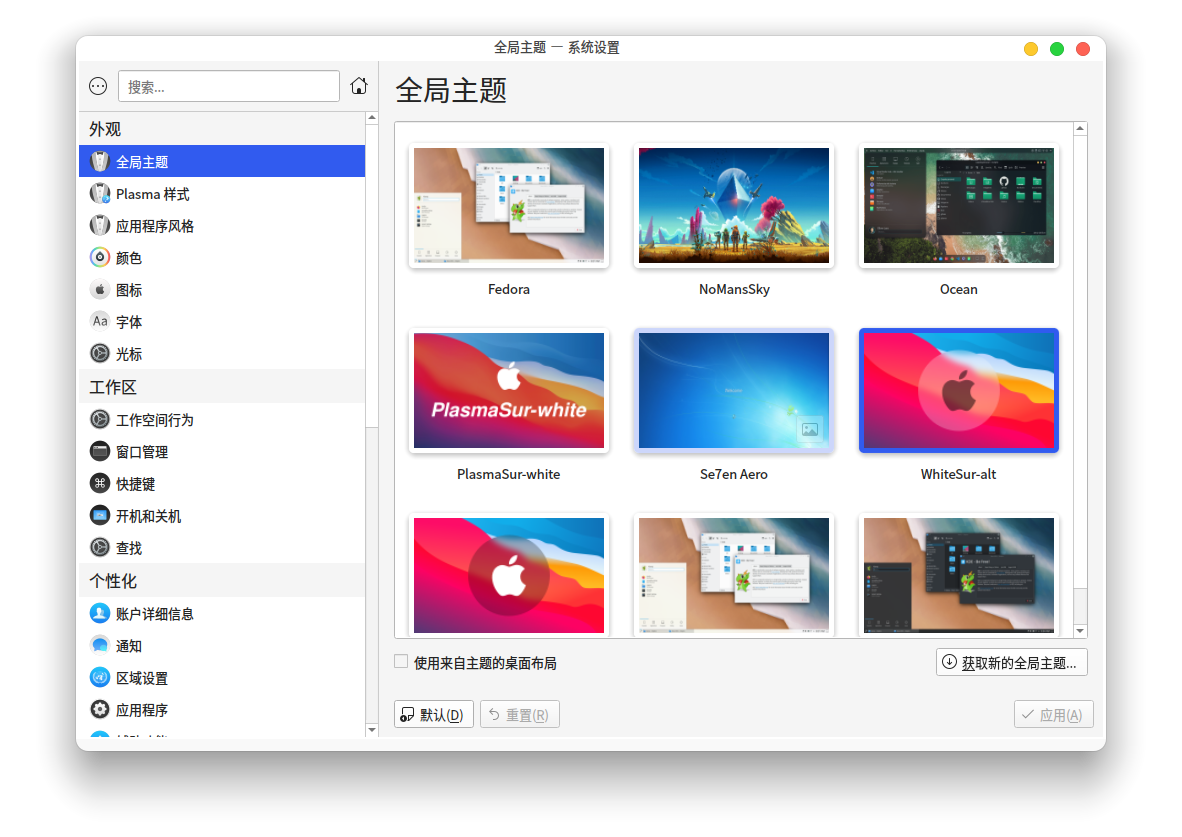 全局主题 — 系统设置
搜索...
外观
全局主题
Plasma 样式
应用程序风格
颜色
图标
Aa 字体
光标
工作区
工作空间行为
窗口管理
快捷键
开机和关机
查找
个性化
账户详细信息
通知
区域设置
应用程序
全局主题
Fedora
NoMansSky
Ocean
PlasmaSur-white
PlasmaSur-white
Welcome
Se7en Aero
WhiteSur-alt
使用来自主题的桌面布局
获取新的全局主题...
默认(D)
重置(R)
应用(A)